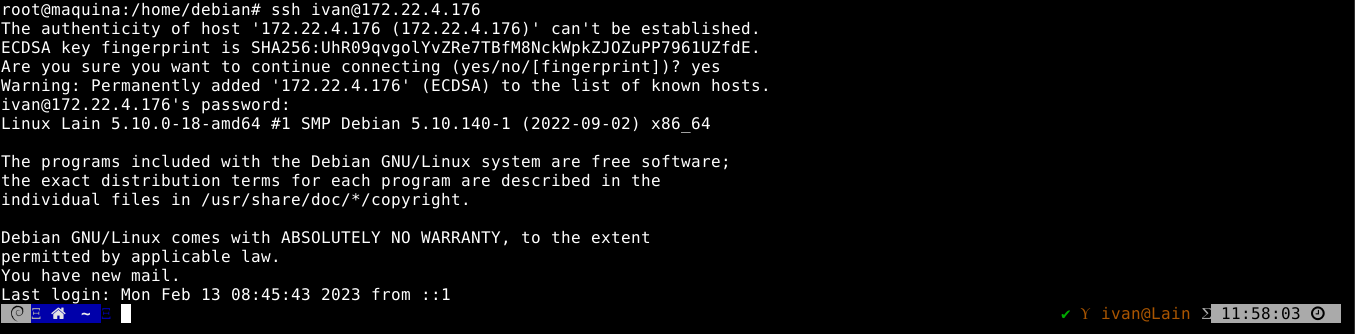 root@maquina:/home/debian# ssh ivan@172.22.4.176
The authenticity of host '172.22.4.176 (172.22.4.176)' can't be established.
ECDSA key fingerprint is SHA256:UhR09qvgolYvZRe7TBfM8NckWpkZJOZuPP7961UZfdE.
Are you sure you want to continue connecting (yes/no/[fingerprint])? yes
Warning: Permanently added '172.22.4.176' (ECDSA) to the list of known hosts.
ivan@172.22.4.176's password:
Linux Lain 5.10.0-18-amd64 #1 SMP Debian 5.10.140-1 (2022-09-02) x86_64
The programs included with the Debian GNU/Linux system are free software;
the exact distribution terms for each program are described in the
individual files in /usr/share/doc/*/copyright.
Debian GNU/Linux comes with ABSOLUTELY NO WARRANTY, to the extent
permitted by applicable law.
You have new mail.
Last login: Mon Feb 13 08:45:43 2023 from ::1
Ξ ~ Ξ ✔ Υ ivan@Lain Σ 11:58:03